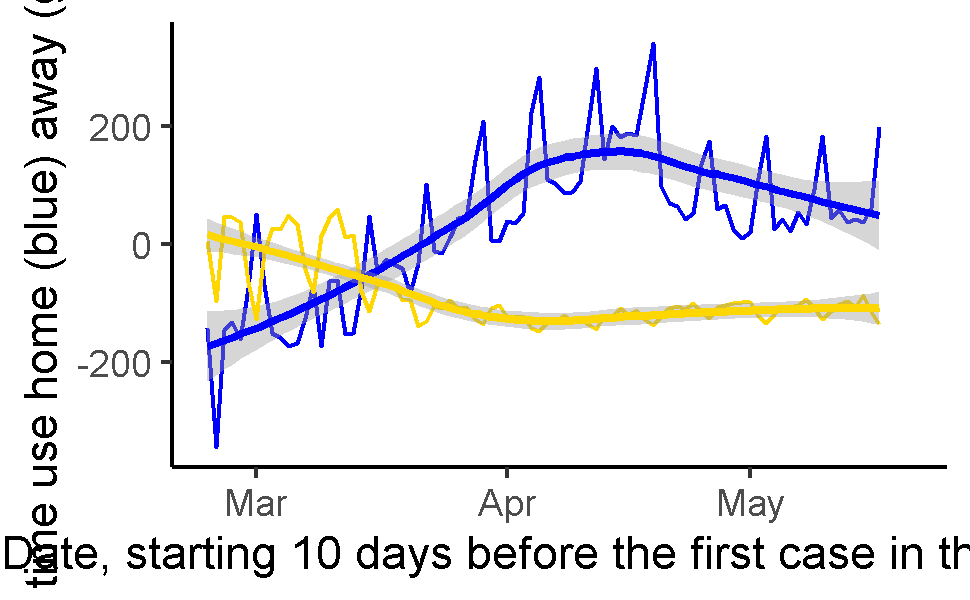 time use home (blue) away (
200
0
-200
Mar
Apr
May
Date, starting 10 days before the first case in th